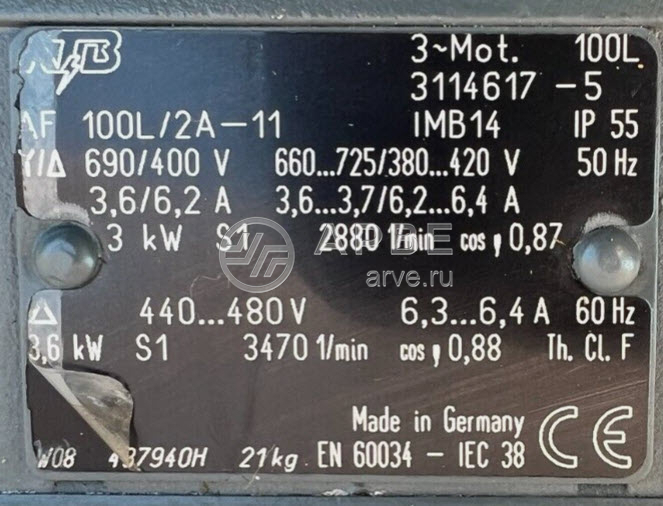 3~Mot. 100L
3114617 -5
AF 100L/2A-11 IMB14 IP 55
Y/Δ 690/400 V 660...725/380...420 V 50 Hz
3,6/6,2 A 3,6...3,7/6,2...6,4 A
3 kW S1 2880 1/min cos φ 0,87
АРВЕ
arve.ru
Δ 440...480 V 6,3...6,4 A 60 Hz
3,6 kW S1 3470 1/min cos φ 0,88 Th. Cl. F
Made in Germany CE
W08 437940H 21kg EN 60034 - IEC 38